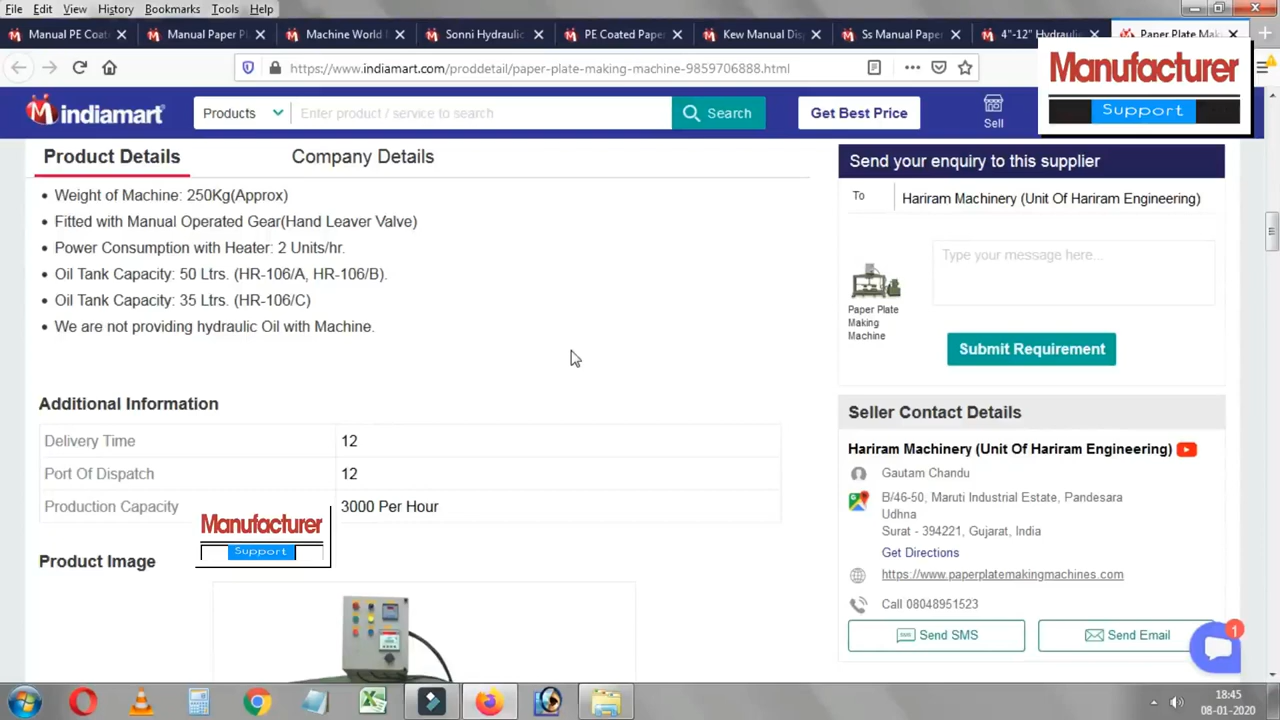 File Edit View History Bookmarks Tools Help
Manual PE Coat
Manual Paper Pl
Machine World I
Sonni Hydraulic
PE Coated Pape
Kew Manual Dis
Ss Manual Pape
4"-12" Hydrauli
Paper Plate Mak
https://www.indiamart.com/proddetail/paper-plate-making-machine-9859706888.html
Manufacturer
Support
indiamart
Products
Enter product / service to search
Search
Get Best Price
Sell
Product Details
Company Details
• Weight of Machine: 250Kg(Approx)
• Fitted with Manual Operated Gear(Hand Leaver Valve)
• Power Consumption with Heater: 2 Units/hr.
• Oil Tank Capacity: 50 Ltrs. (HR-106/A, HR-106/B).
• Oil Tank Capacity: 35 Ltrs. (HR-106/C)
• We are not providing hydraulic Oil with Machine.
Additional Information
Delivery Time 12
Port Of Dispatch 12
Production Capacity 3000 Per Hour
Manufacturer
Support
Product Image
Send your enquiry to this supplier
To Hariram Machinery (Unit Of Hariram Engineering)
Type your message here...
Paper Plate
Making
Machine
Submit Requirement
Seller Contact Details
Hariram Machinery (Unit Of Hariram Engineering)
Gautam Chandu
B/46-50, Maruti Industrial Estate, Pandesara
Udhna
Surat - 394221, Gujarat, India
Get Directions
https://www.paperplatemakingmachines.com
Call 08048951523
Send SMS
Send Email
1
18:45
08-01-2020